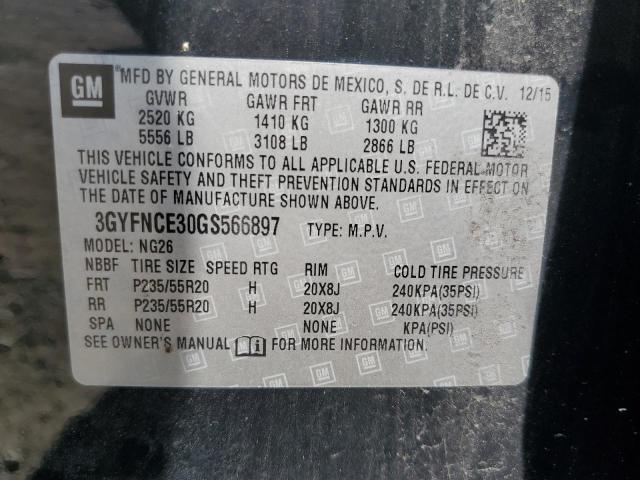 GM
MFD BY GENERAL MOTORS DE MEXICO, S. DE R.L. DE C.V. 12/15
GVWR GAWR FRT GAWR RR
2520 KG 1410 KG 1300 KG
5556 LB 3108 LB 2866 LB
THIS VEHICLE CONFORMS TO ALL APPLICABLE U.S. FEDERAL MOTOR
VEHICLE SAFETY AND THEFT PREVENTION STANDARDS IN EFFECT ON
THE DATE OF MANUFACTURE SHOWN ABOVE.
3GYFNCE30GS566897 TYPE: M.P.V.
MODEL: NG26
NBBF TIRE SIZE SPEED RTG RIM COLD TIRE PRESSURE
FRT P235/55R20 H 20X8J 240KPA(35PSI)
RR P235/55R20 H 20X8J 240KPA(35PSI)
SPA NONE NONE KPA(PSI)
SEE OWNER'S MANUAL FOR MORE INFORMATION.